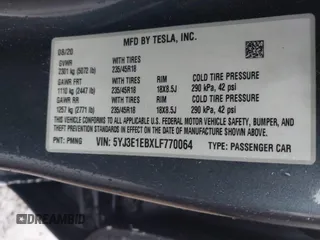 MFD BY TESLA, INC.
08/20
GVWR WITH TIRES
2301 kg (5070 lb) 235/45R18
GAWR FRT WITH TIRES RIM COLD TIRE PRESSURE
1110 kg (2447 lb) 235/45R18 18X8.5J 290 kPa, 42 psi
GAWR RR WITH TIRES RIM COLD TIRE PRESSURE
1257 kg (2771 lb) 235/45R18 18X8.5J 290 kPa, 42 psi
THIS VEHICLE CONFORMS TO ALL APPLICABLE U.S.
FEDERAL MOTOR VEHICLE SAFETY, BUMPER, AND
THEFT PREVENTION STANDARDS IN EFFECT ON THE
DATE OF MANUFACTURE SHOWN ABOVE.
PNT: PMNG VIN: 5YJ3E1EBXLF770064 TYPE: PASSENGER CAR
© DREAMBID
DREAMBID.COM